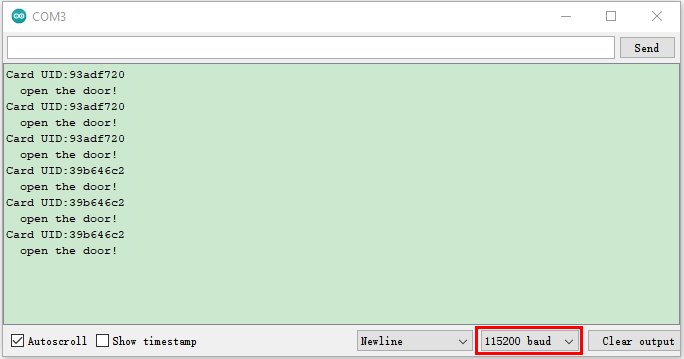 COM3
Send
Card UID:93adf720
open the door!
Card UID:93adf720
open the door!
Card UID:93adf720
open the door!
Card UID:39b646c2
open the door!
Card UID:39b646c2
open the door!
Card UID:39b646c2
open the door!
Autoscroll Show timestamp Newline 115200 baud Clear output